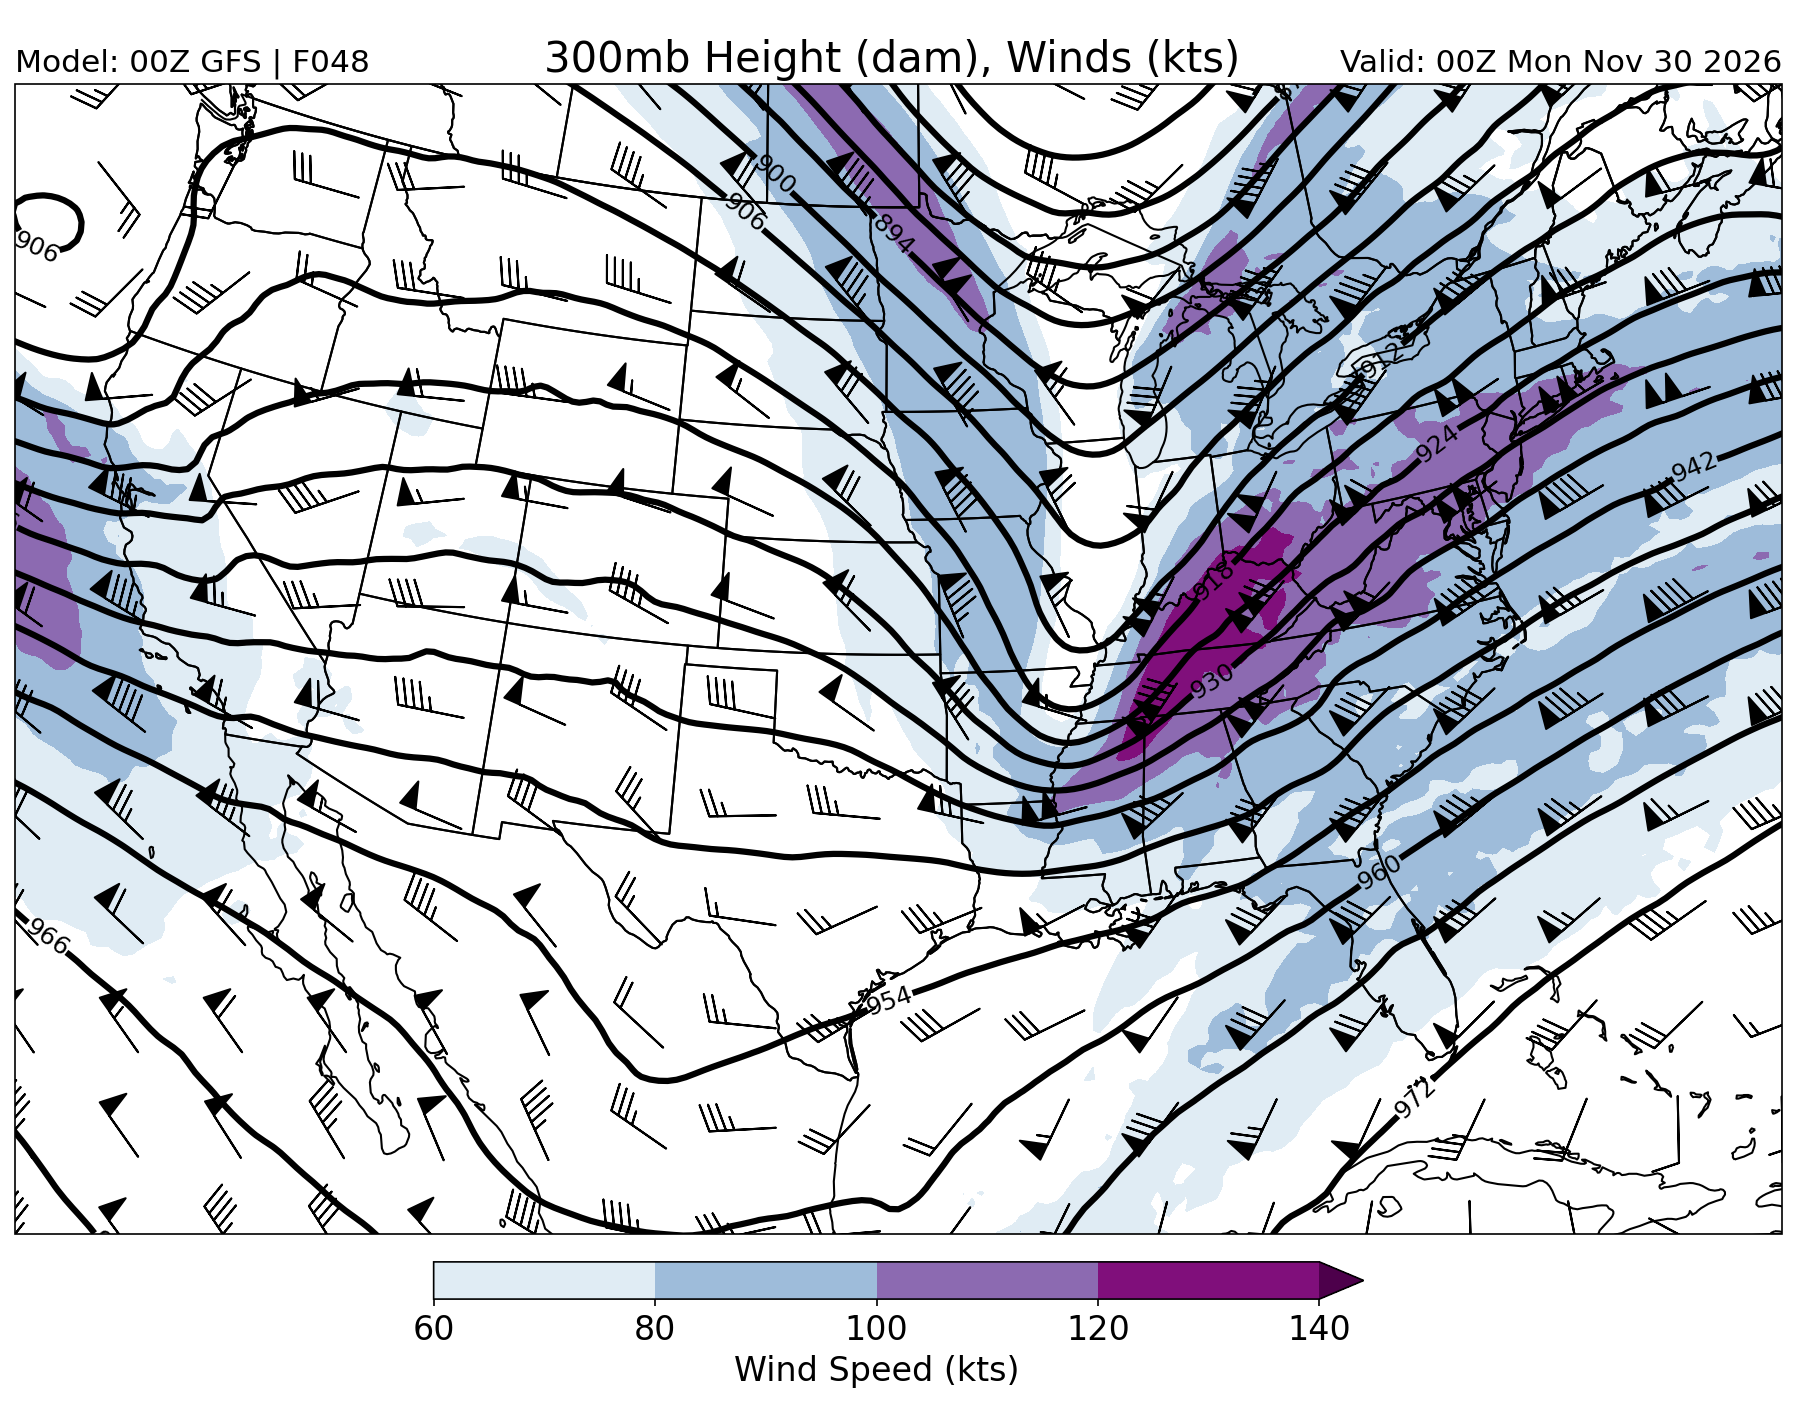 Model: 00Z GFS | F048
300mb Height (dam), Winds (kts)
Valid: 00Z Mon Nov 30 2026
900
906
894
906
912
924
942
918
930
960
966
954
972
60 80 100 120 140
Wind Speed (kts)